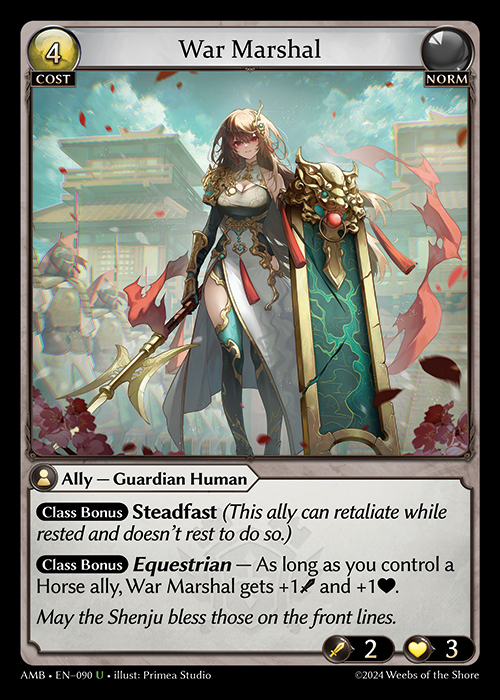 4
War Marshal
COST
NORM
Ally — Guardian Human
Class Bonus Steadfast (This ally can retaliate while
rested and doesn't rest to do so.)
Class Bonus Equestrian — As long as you control a
Horse ally, War Marshal gets +1 and +1.
May the Shenju bless those on the front lines.
2
3
AMB • EN–090 U • illust: Primea Studio
©2024 Weebs of the Shore